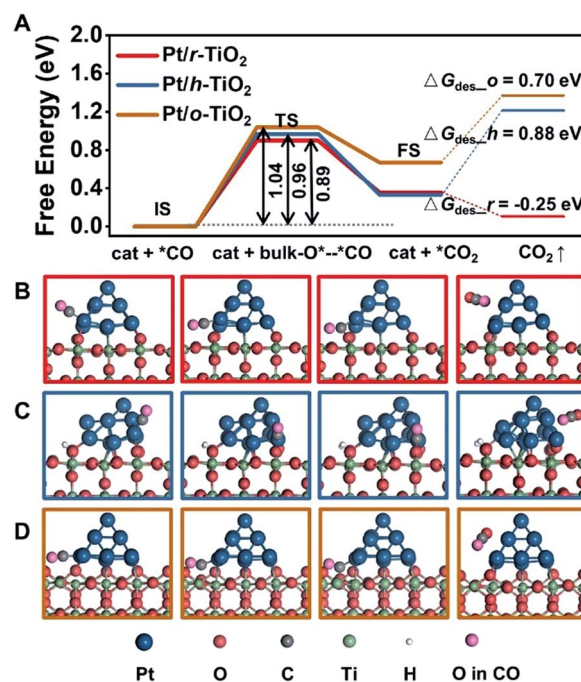 A
Free Energy (eV)
2.0
1.6
1.2
0.8
0.4
0.0
Pt/r-TiO2
Pt/h-TiO2
Pt/o-TiO2
IS
TS
FS
1.04
0.96
0.89
△Gdes_o = 0.70 eV
△Gdes_h = 0.88 eV
△Gdes_r = -0.25 eV
cat + *CO
cat + bulk-O*--*CO
cat + *CO2
CO2↑
B
C
D
Pt
O
C
Ti
H
O in CO